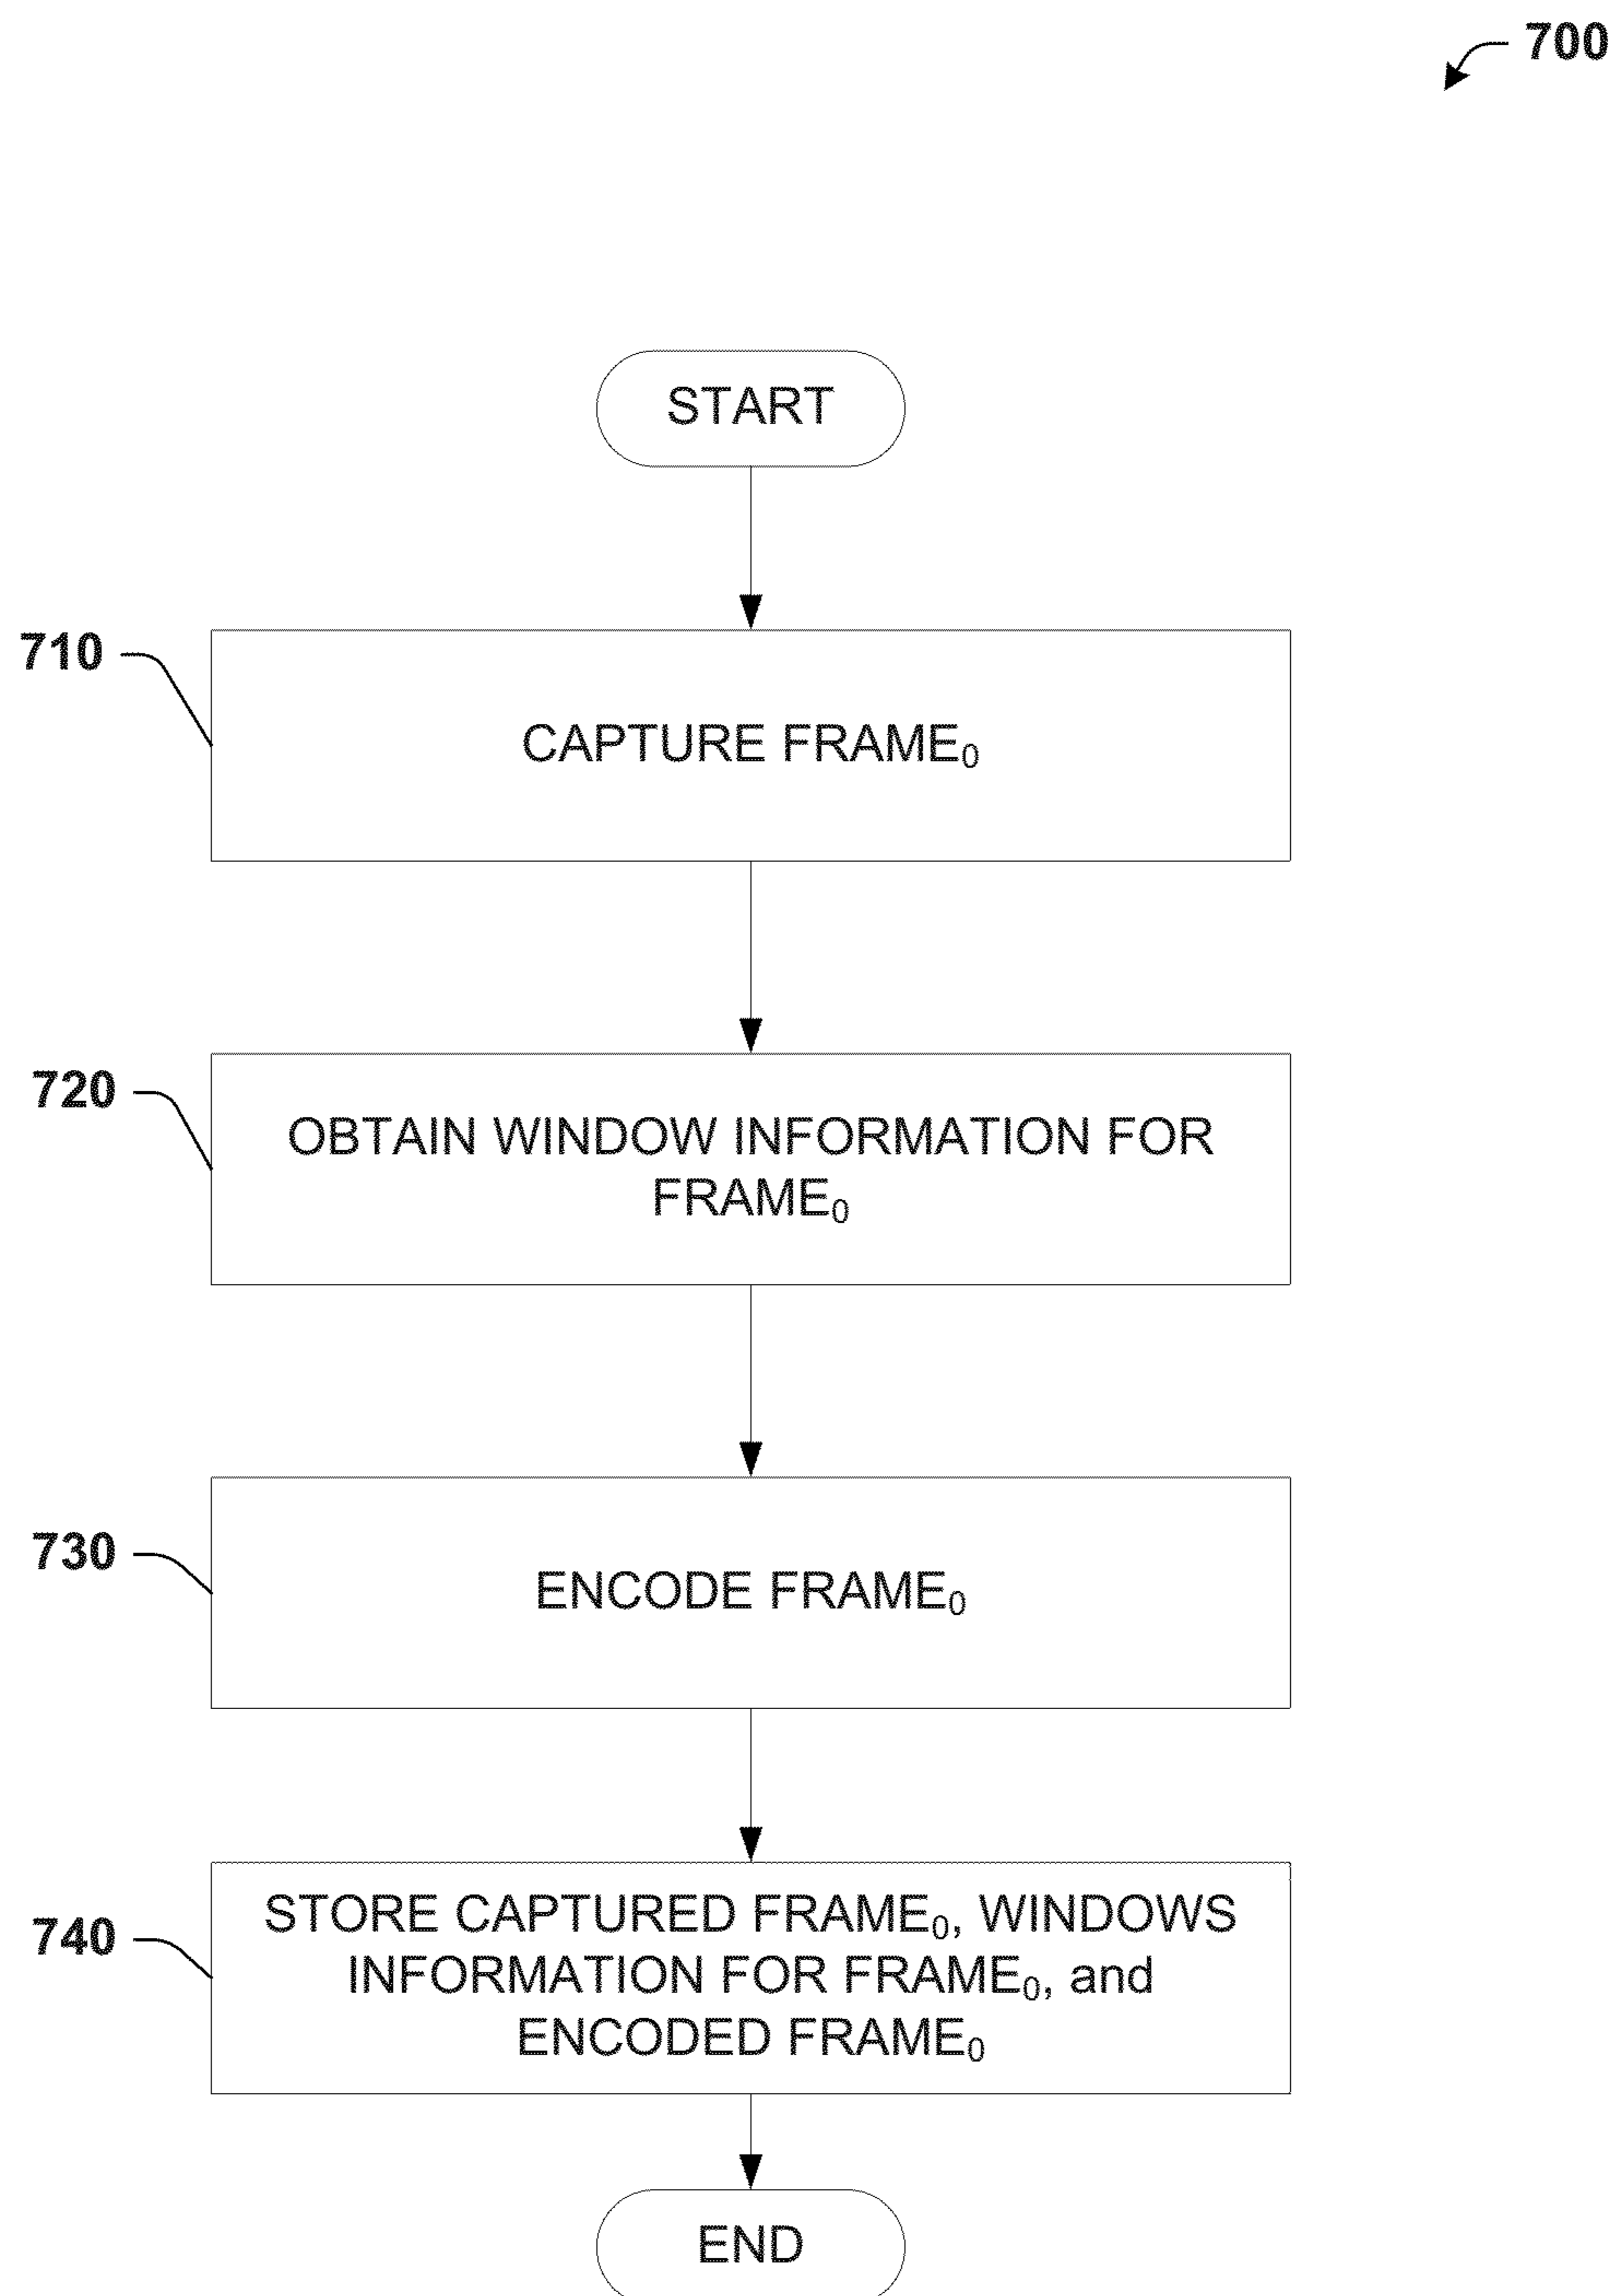 700
START
710
CAPTURE FRAME₀
720
OBTAIN WINDOW INFORMATION FOR
FRAME₀
730
ENCODE FRAME₀
740
STORE CAPTURED FRAME₀, WINDOWS
INFORMATION FOR FRAME₀, and
ENCODED FRAME₀
END